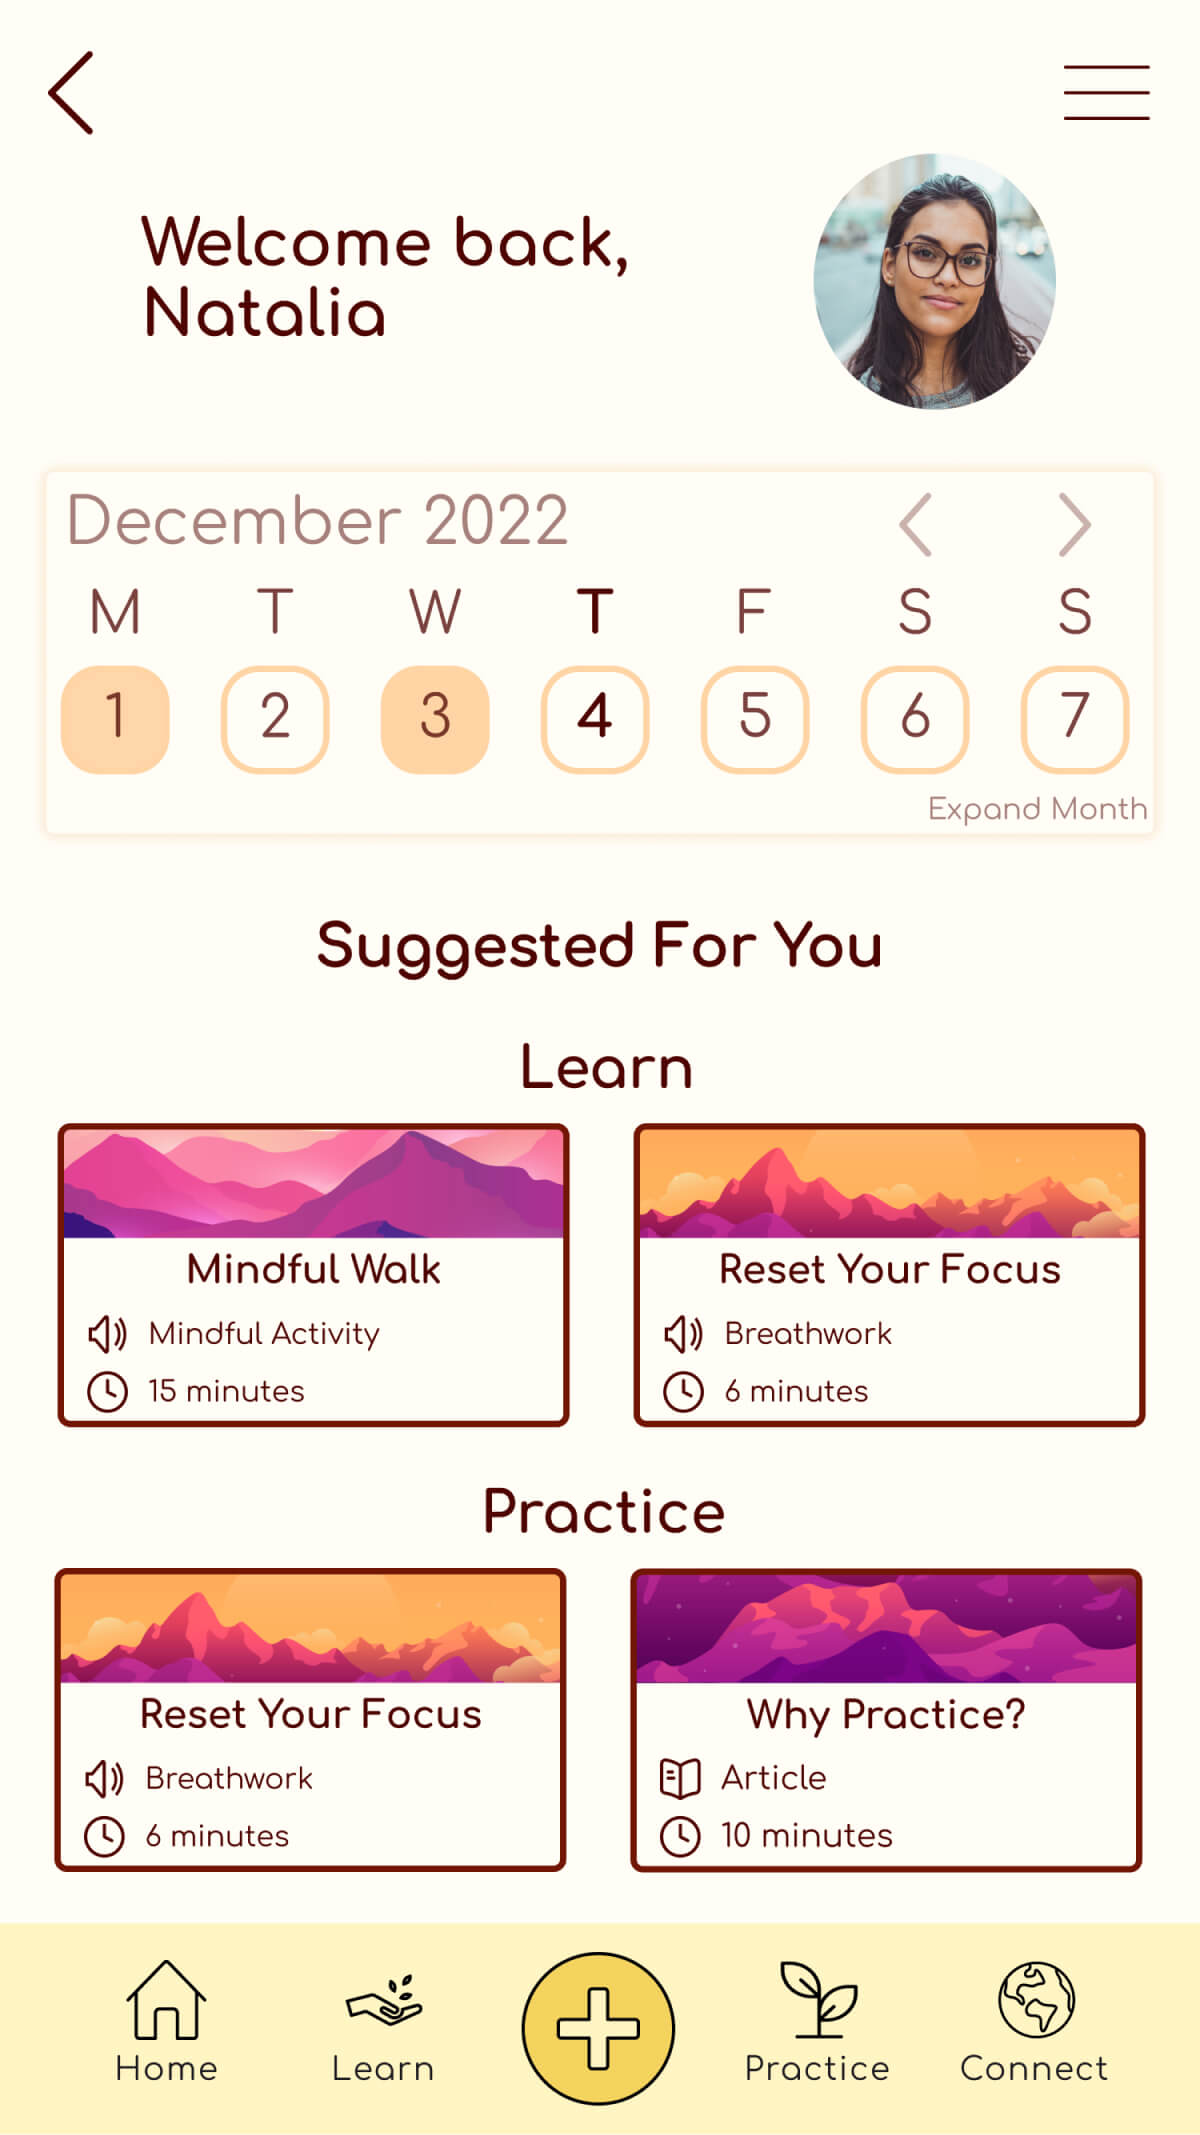 Welcome back,
Natalia
December 2022
M T W T F S S
1 2 3 4 5 6 7
Expand Month
Suggested For You
Learn
Mindful Walk
Mindful Activity
15 minutes
Reset Your Focus
Breathwork
6 minutes
Practice
Reset Your Focus
Breathwork
6 minutes
Why Practice?
Article
10 minutes
Home
Learn
Practice
Connect